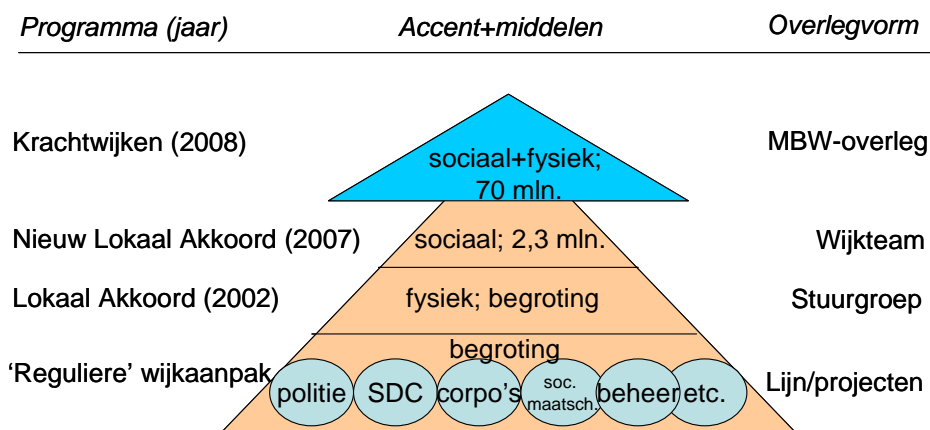 Programma (jaar) Accent+middelen Overlegvorm
Krachtwijken (2008) sociaal+fysiek; MBW-overleg
70 mln.
Nieuw Lokaal Akkoord (2007) sociaal; 2,3 mln. Wijkteam
Lokaal Akkoord (2002) fysiek; begroting Stuurgroep
begroting
‘Reguliere’ wijkaanpak Lijn/projecten
politie SDC corpo’s soc. maatsch. beheer etc.